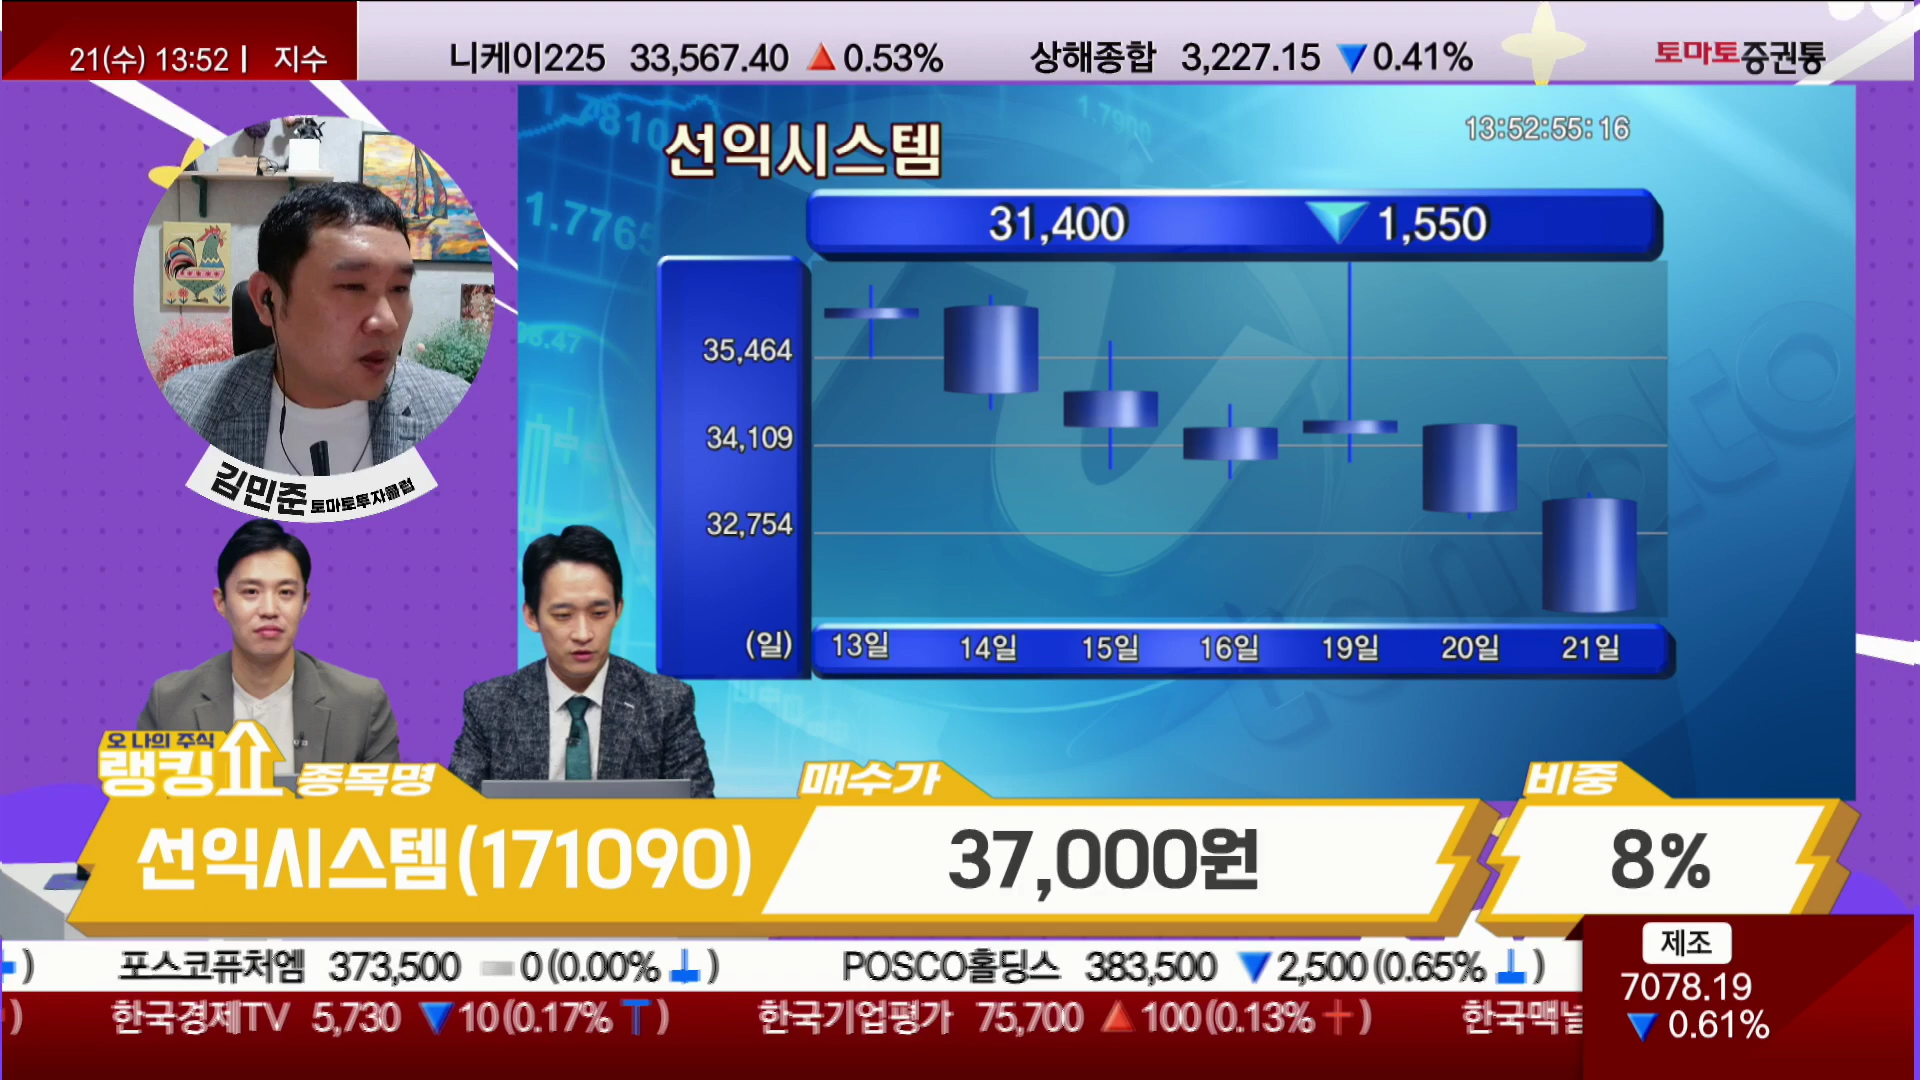 21(수) 13:52 | 지수
니케이225 33,567.40 ▲ 0.53% 상해종합 3,227.15 ▼ 0.41%
토마토증권통
선익시스템
13:52:55:16
31,400 ▼ 1,550
35,464
34,109
32,754
(일) 13일 14일 15일 16일 19일 20일 21일
김민준 토마토투자클럽
오 나의 주식
랭킹쇼
종목명 매수가 비중
선익시스템(171090) 37,000원 8%
) 포스코퓨처엠 373,500 0(0.00%) POSCO홀딩스 383,500 ▼2,500(0.65%)
) 한국경제TV 5,730 ▼10(0.17%) 한국기업평가 75,700 ▲100(0.13%) 한국맥널
제조
7078.19
▼ 0.61%